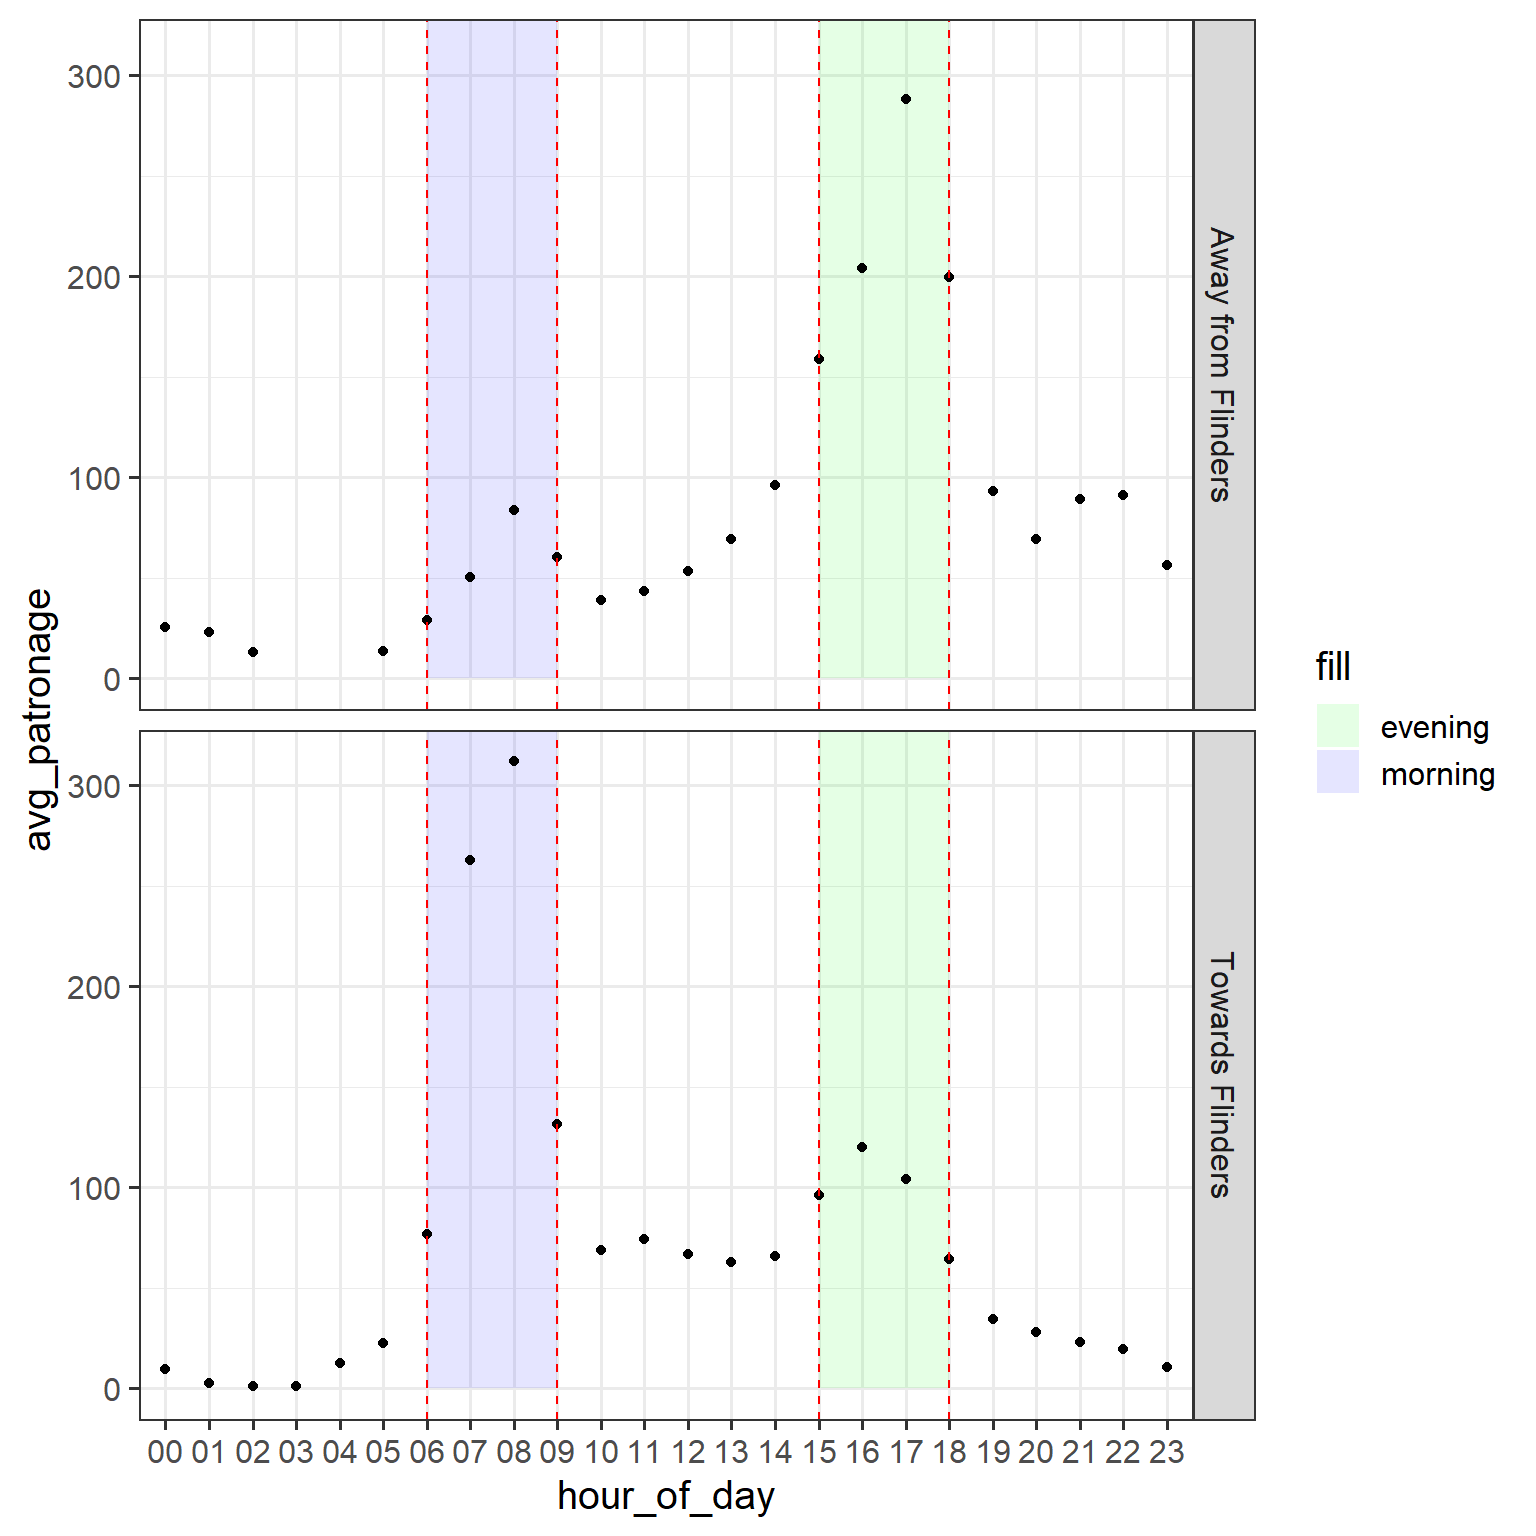 300
200
100
0
Away from Flinders
avg_patronage
300
200
100
0
Towards Flinders
00 01 02 03 04 05 06 07 08 09 10 11 12 13 14 15 16 17 18 19 20 21 22 23
hour_of_day
fill
evening
morning